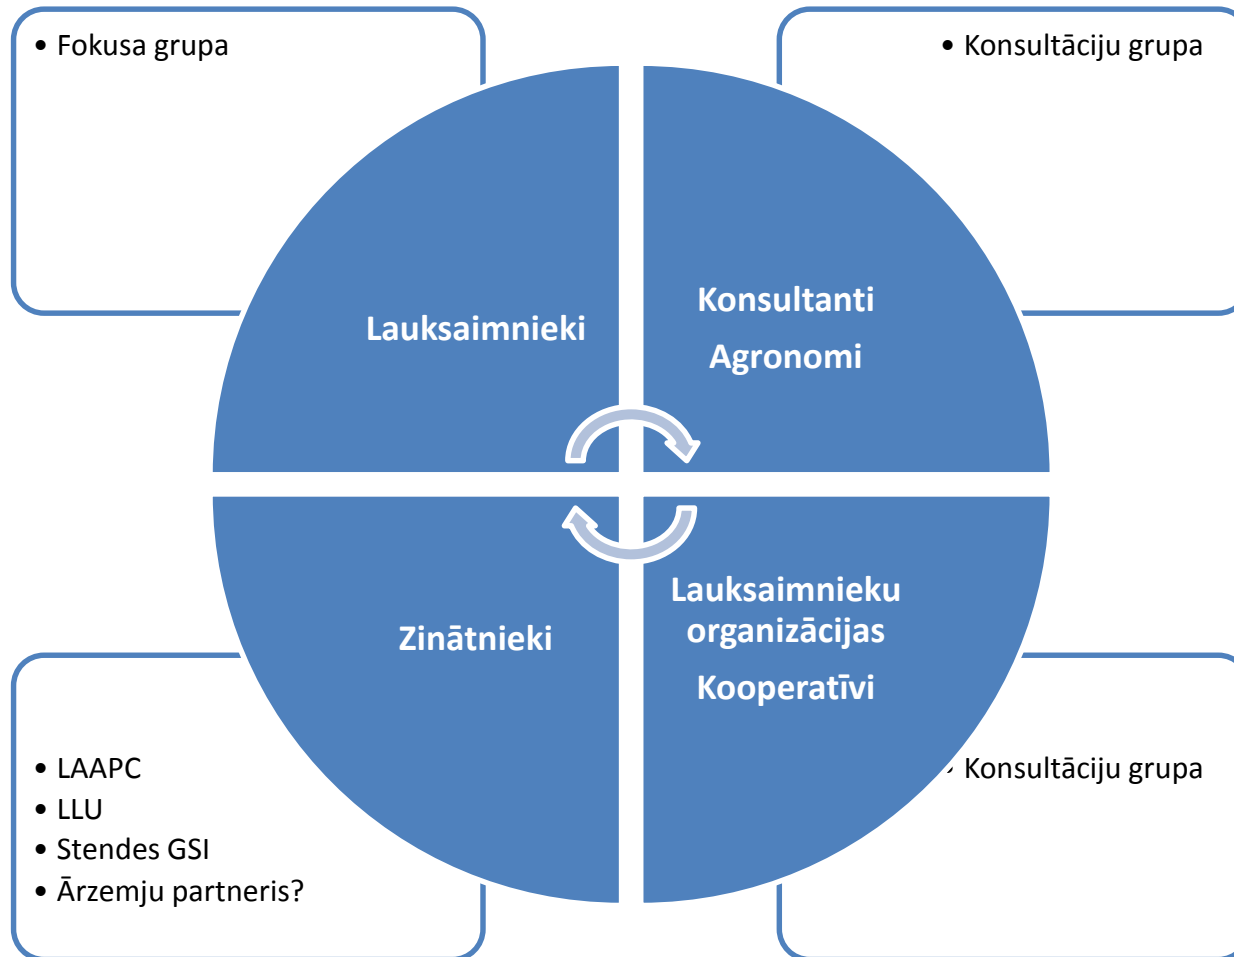 • Fokusa grupa
• Konsultāciju grupa
Lauksaimnieki
Konsultanti
Agronomi
Zinātnieki
Lauksaimnieku
organizācijas
Kooperatīvi
• LAAPC
• LLU
• Stendes GSI
• Ārzemju partneris?
• Konsultāciju grupa